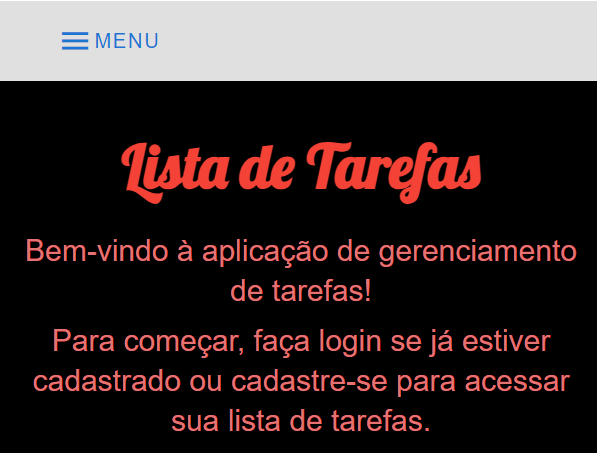 MENU
Lista de Tarefas
Bem-vindo à aplicação de gerenciamento
de tarefas!
Para começar, faça login se já estiver
cadastrado ou cadastre-se para acessar
sua lista de tarefas.